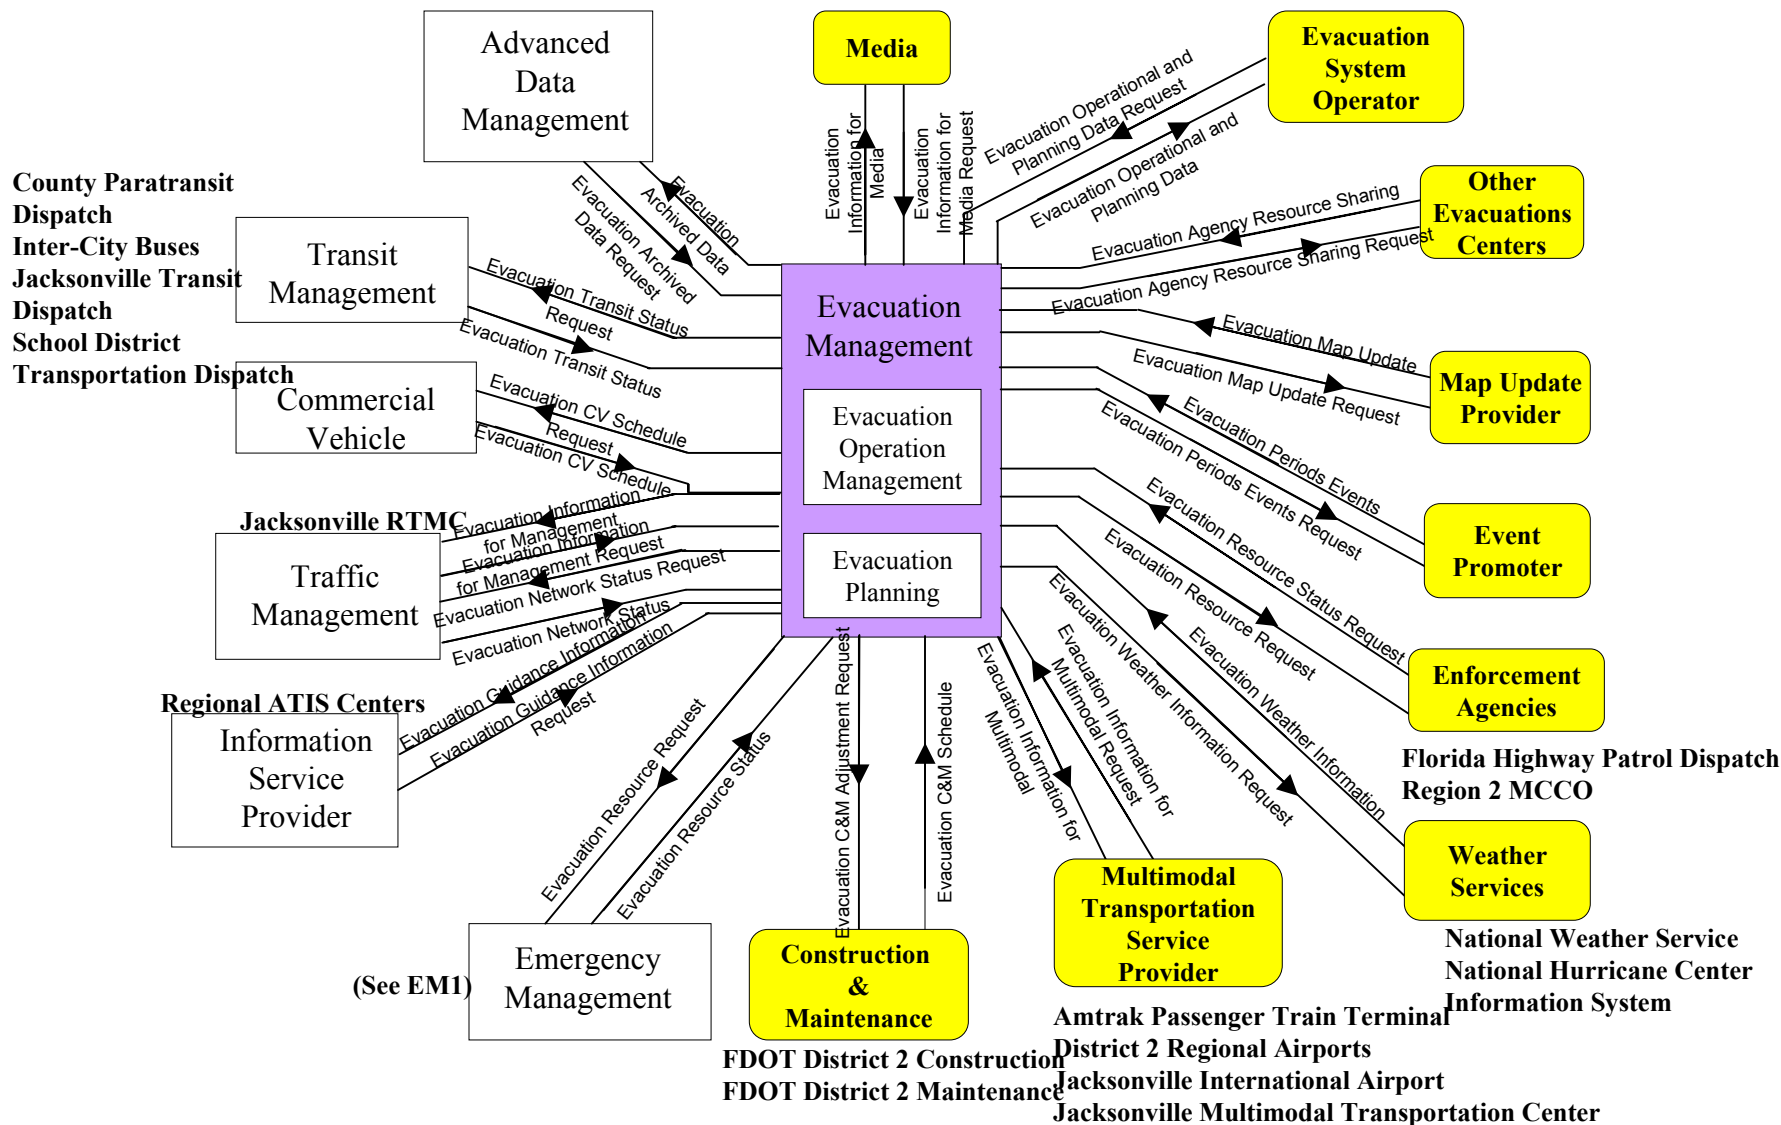 Advanced
Data
Management
Media
Evacuation
System
Operator
Evacuation
Information for
Media
Evacuation
Information for
Media Request
Evacuation Operational and
Planning Data Request
Evacuation Operational and
Planning Data
County Paratransit
Dispatch
Inter-City Buses
Jacksonville Transit
Dispatch
School District
Transportation Dispatch
Transit
Management
Evacuation
Archived Data
Evacuation Archived
Data Request
Other
Evacuations
Centers
Evacuation Agency Resource Sharing
Evacuation Agency Resource Sharing Request
Evacuation Transit Status
Request
Evacuation Transit Status
Evacuation
Management
Evacuation Map Update
Evacuation Map Update Request
Map Update
Provider
Commercial
Vehicle
Evacuation CV Schedule
Request
Evacuation CV Schedule
Evacuation
Operation
Management
Evacuation Periods Events
Evacuation Periods Events Request
Event
Promoter
Jacksonville RTMC
Traffic
Management
Evacuation Information
for Management
Evacuation Information
for Management Request
Evacuation Network Status Request
Evacuation Network Status
Evacuation
Planning
Evacuation Resource Status Request
Evacuation Resource Request
Enforcement
Agencies
Florida Highway Patrol Dispatch
Region 2 MCCO
Regional ATIS Centers
Information
Service
Provider
Evacuation Guidance Information
Evacuation Guidance Information
Request
Evacuation Resource Request
Evacuation Resource Status
Evacuation C&M Adjustment Request
Evacuation C&M Schedule
Evacuation Information for
Multimodal
Evacuation Information for
Multimodal Request
Evacuation Weather Information Request
Evacuation Weather Information
Weather
Services
National Weather Service
National Hurricane Center
Information System
(See EM1)
Emergency
Management
Construction
&
Maintenance
FDOT District 2 Construction
FDOT District 2 Maintenance
Multimodal
Transportation
Service
Provider
Amtrak Passenger Train Terminal
District 2 Regional Airports
Jacksonville International Airport
Jacksonville Multimodal Transportation Center